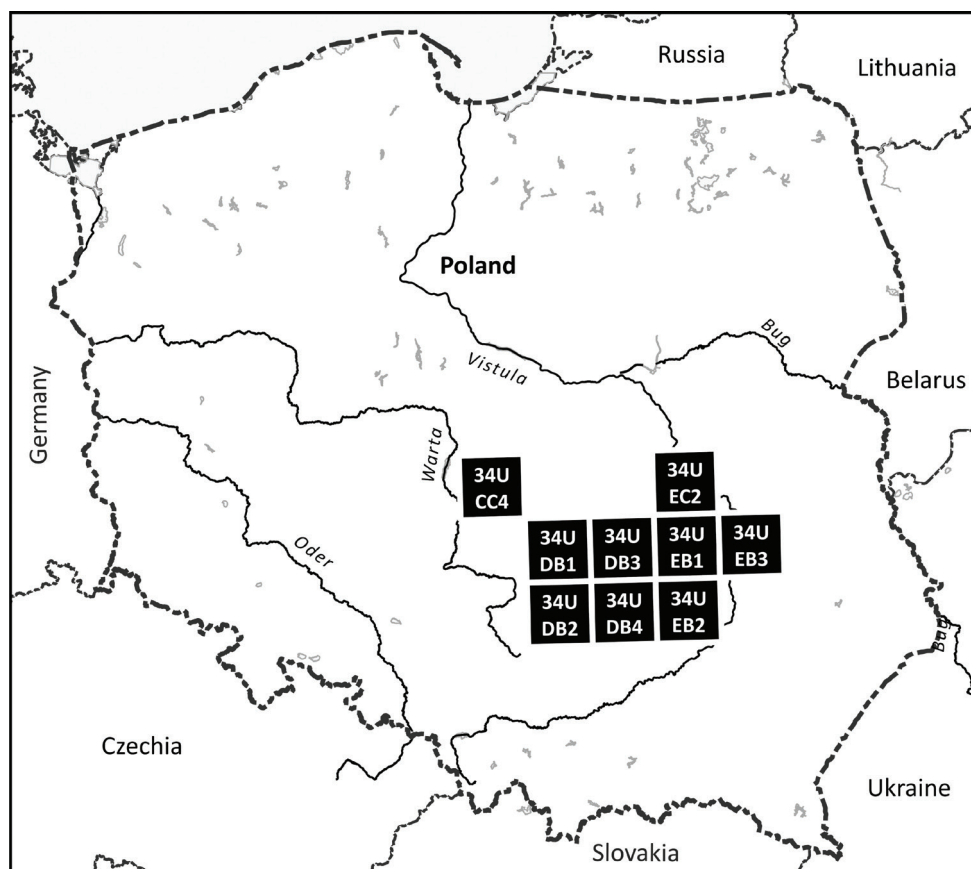 Russia
Lithuania
Poland
Bug
Vistula
Belarus
Germany
Warta
34U
CC4
34U
EC2
34U
DB1
34U
DB3
34U
EB1
34U
EB3
Oder
34U
DB2
34U
DB4
34U
EB2
Bug
Czechia
Ukraine
Slovakia